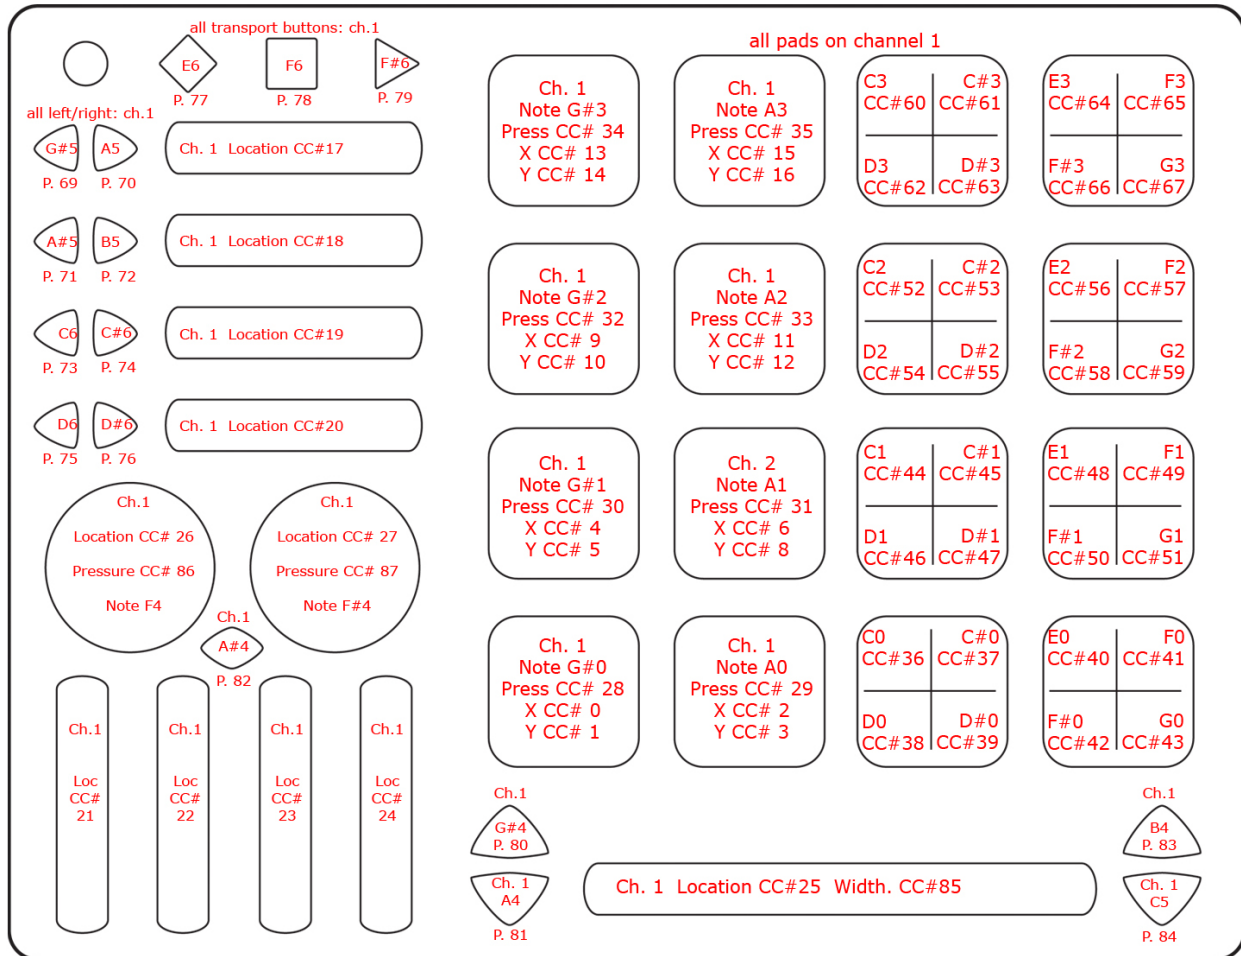 all transport buttons: ch.1
E6
F6
F#6
P. 77
P. 78
P. 79
all left/right: ch.1
G#5
A5
P. 69
P. 70
Ch. 1 Location CC#17
A#5
B5
P. 71
P. 72
Ch. 1 Location CC#18
C6
C#6
P. 73
P. 74
Ch. 1 Location CC#19
D6
D#6
P. 75
P. 76
Ch. 1 Location CC#20
Ch.1
Location CC# 26
Pressure CC# 86
Note F4
Ch.1
Location CC# 27
Pressure CC# 87
Note F#4
Ch.1
A#4
P. 82
Ch.1
Loc
CC#
21
Ch.1
Loc
CC#
22
Ch.1
Loc
CC#
23
Ch.1
Loc
CC#
24
all pads on channel 1
Ch. 1
Note G#3
Press CC# 34
X CC# 13
Y CC# 14
Ch. 1
Note A3
Press CC# 35
X CC# 15
Y CC# 16
C3 C#3
CC#60 CC#61
D3 D#3
CC#62 CC#63
E3 F3
CC#64 CC#65
F#3 G3
CC#66 CC#67
Ch. 1
Note G#2
Press CC# 32
X CC# 9
Y CC# 10
Ch. 1
Note A2
Press CC# 33
X CC# 11
Y CC# 12
C2 C#2
CC#52 CC#53
D2 D#2
CC#54 CC#55
E2 F2
CC#56 CC#57
F#2 G2
CC#58 CC#59
Ch. 1
Note G#1
Press CC# 30
X CC# 4
Y CC# 5
Ch. 2
Note A1
Press CC# 31
X CC# 6
Y CC# 8
C1 C#1
CC#44 CC#45
D1 D#1
CC#46 CC#47
E1 F1
CC#48 CC#49
F#1 G1
CC#50 CC#51
Ch. 1
Note G#0
Press CC# 28
X CC# 0
Y CC# 1
Ch. 1
Note A0
Press CC# 29
X CC# 2
Y CC# 3
C0 C#0
CC#36 CC#37
D0 D#0
CC#38 CC#39
E0 F0
CC#40 CC#41
F#0 G0
CC#42 CC#43
Ch.1
G#4
P. 80
Ch. 1
A4
P. 81
Ch. 1 Location CC#25 Width. CC#85
Ch.1
B4
P. 83
Ch. 1
C5
P. 84